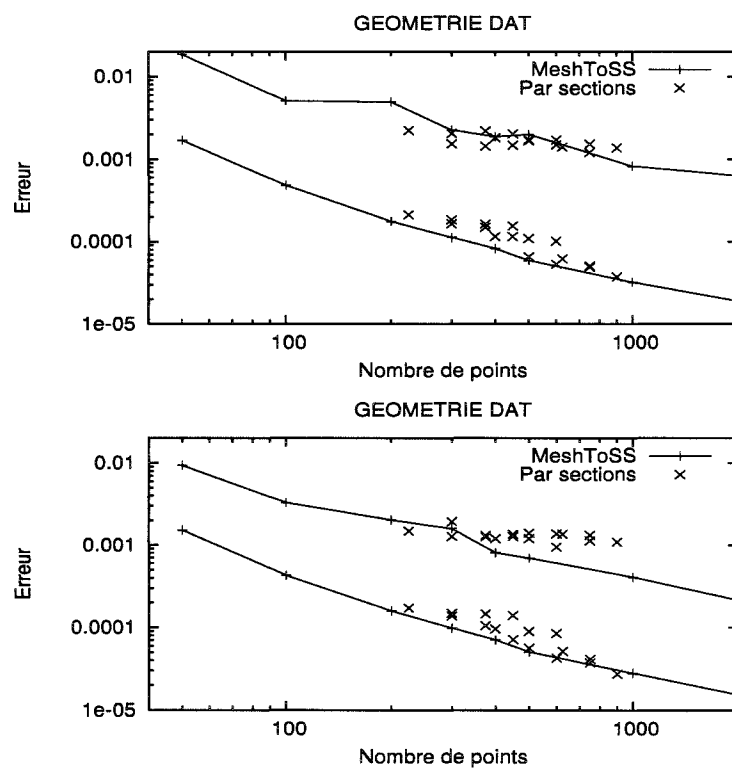 GEOMETRIE DAT
MeshToSS
Par sections
0.01
0.001
0.0001
1e-05
Erreur
100
1000
Nombre de points
GEOMETRIE DAT
MeshToSS
Par sections
0.01
0.001
0.0001
1e-05
Erreur
100
1000
Nombre de points